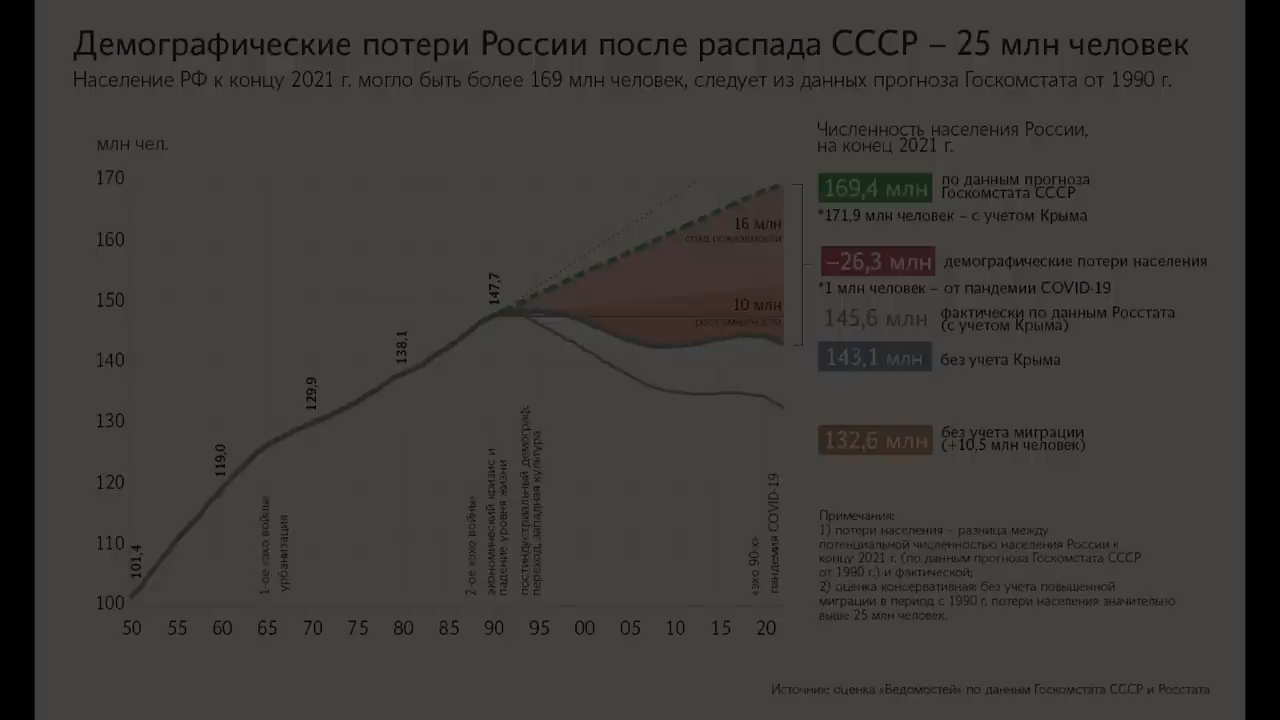 Демографические потери России после распада СССР – 25 млн человек
Население РФ к концу 2021 г. могло быть более 169 млн человек, следует из данных прогноза Госкомстата от 1990 г.
млн чел.
170
160
150
140
130
120
110
100
50 55 60 65 70 75 80 85 90 95 00 05 10 15 20
101,4
119,0
129,9
138,1
147,7
1-ое «эхо войны»
урбанизация
2-ое «эхо войны»
экономический кризис и
падение уровня жизни
постиндустриальный демограф.
переход, западная культура
«эхо 90-х»
пандемия COVID-19
16 млн
спад рождаемости
10 млн
рост смертности
Численность населения России,
на конец 2021 г.
169,4 млн по данным прогноза
Госкомстата СССР
*171,9 млн человек – с учетом Крыма
–26,3 млн демографические потери населения
*1 млн человек – от пандемии COVID-19
145,6 млн фактически по данным Росстата
(с учетом Крыма)
143,1 млн без учета Крыма
132,6 млн без учета миграции
(+10,5 млн человек)
Примечания:
1) потери населения – разница между
потенциальной численностью населения России к
концу 2021 г. (по данным прогноза Госкомстата СССР
от 1990 г.) и фактической;
2) оценка консервативная: без учета повышенной
миграции в период с 1990 г. потери населения значительно
выше 25 млн человек.
Источник: оценка «Ведомостей» по данным Госкомстата СССР и Росстата